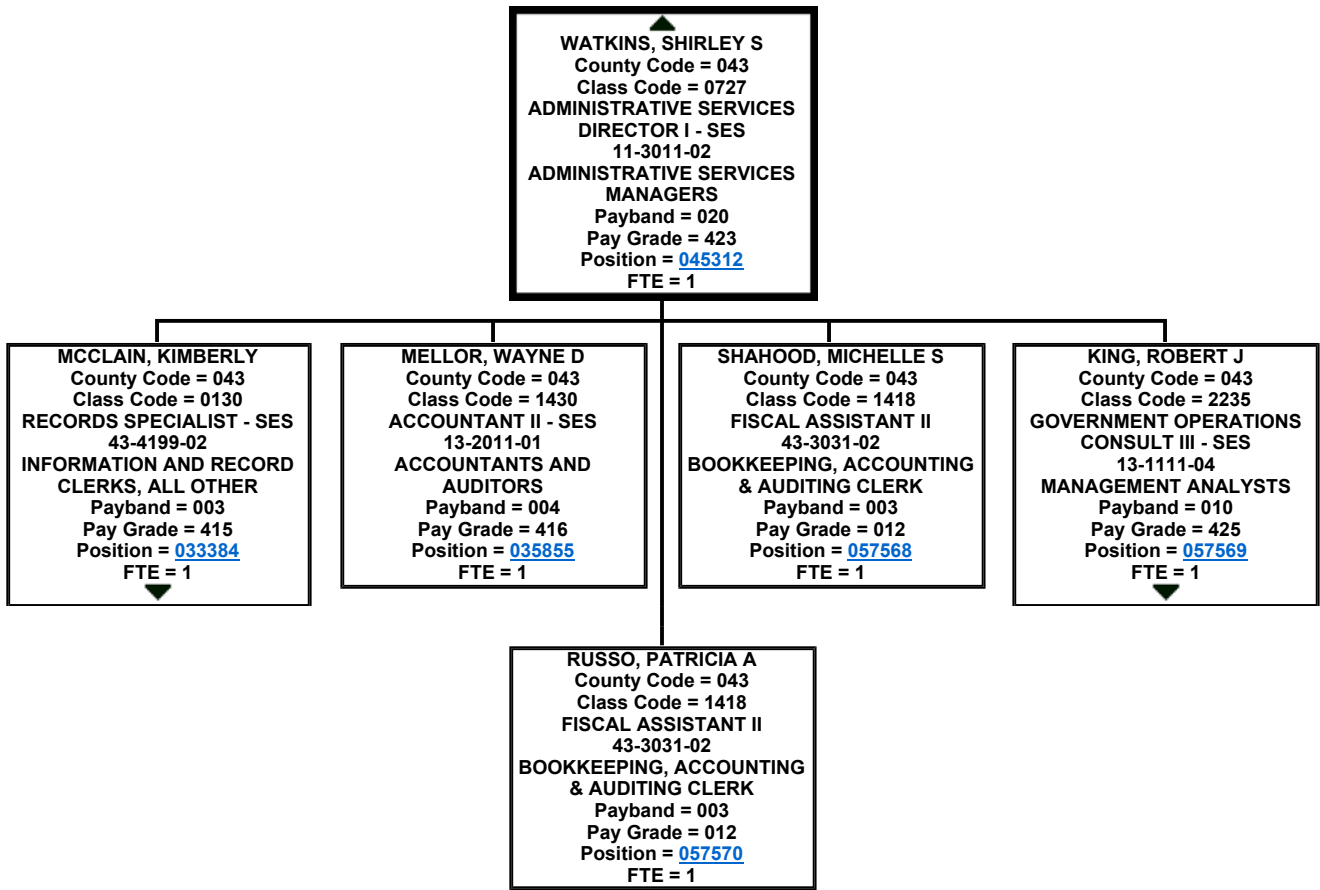 WATKINS, SHIRLEY S
County Code = 043
Class Code = 0727
ADMINISTRATIVE SERVICES
DIRECTOR I - SES
11-3011-02
ADMINISTRATIVE SERVICES
MANAGERS
Payband = 020
Pay Grade = 423
Position = 045312
FTE = 1
MCCLAIN, KIMBERLY
County Code = 043
Class Code = 0130
RECORDS SPECIALIST - SES
43-4199-02
INFORMATION AND RECORD
CLERKS, ALL OTHER
Payband = 003
Pay Grade = 415
Position = 033384
FTE = 1
MELLOR, WAYNE D
County Code = 043
Class Code = 1430
ACCOUNTANT II - SES
13-2011-01
ACCOUNTANTS AND
AUDITORS
Payband = 004
Pay Grade = 416
Position = 035855
FTE = 1
SHAHOOD, MICHELLE S
County Code = 043
Class Code = 1418
FISCAL ASSISTANT II
43-3031-02
BOOKKEEPING, ACCOUNTING
& AUDITING CLERK
Payband = 003
Pay Grade = 012
Position = 057568
FTE = 1
KING, ROBERT J
County Code = 043
Class Code = 2235
GOVERNMENT OPERATIONS
CONSULT III - SES
13-1111-04
MANAGEMENT ANALYSTS
Payband = 010
Pay Grade = 425
Position = 057569
FTE = 1
RUSSO, PATRICIA A
County Code = 043
Class Code = 1418
FISCAL ASSISTANT II
43-3031-02
BOOKKEEPING, ACCOUNTING
& AUDITING CLERK
Payband = 003
Pay Grade = 012
Position = 057570
FTE = 1